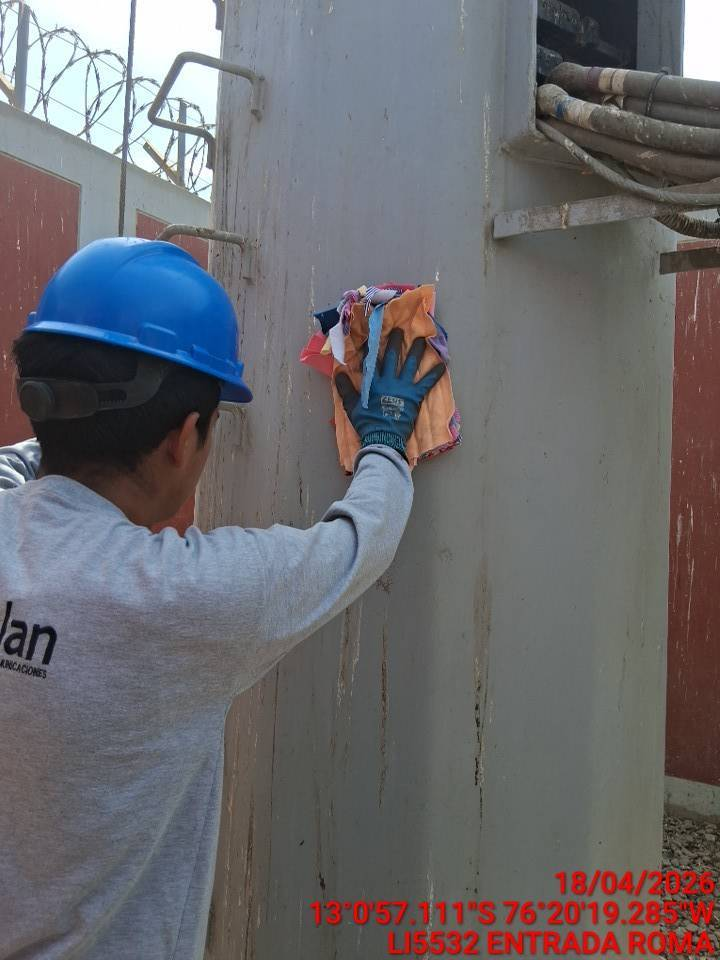 lan
18/04/2026
13°0'57.111"S 76°20'19.285"W
LI5532 ENTRADA ROMA